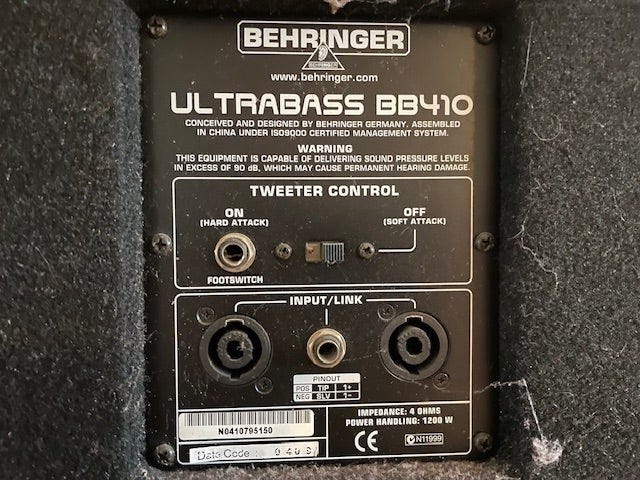 BEHRINGER
BEHRINGER
www.behringer.com
ULTRABASS BB410
CONCEIVED AND DESIGNED BY BEHRINGER GERMANY. ASSEMBLED
IN CHINA UNDER ISO9000 CERTIFIED MANAGEMENT SYSTEM.
WARNING
THIS EQUIPMENT IS CAPABLE OF DELIVERING SOUND PRESSURE LEVELS
IN EXCESS OF 90 dB, WHICH MAY CAUSE PERMANENT HEARING DAMAGE.
TWEETER CONTROL
ON OFF
(HARD ATTACK) (SOFT ATTACK)
FOOTSWITCH
INPUT/LINK
PINOUT
POS TIP 1+
NEG SLV 1-
N0410795150
Date Code :
IMPEDANCE: 4 OHMS
POWER HANDLING: 1200 W
CE N11999